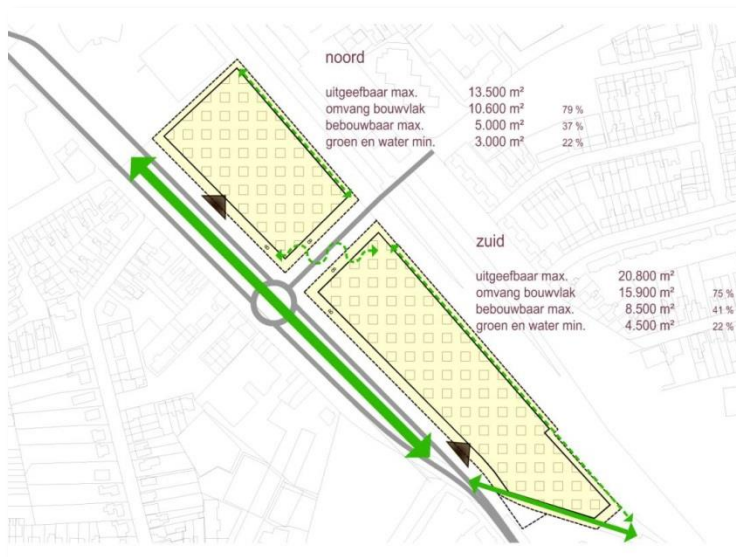 noord
uitgeefbaar max. 13.500 m²
omvang bouwvlak 10.600 m² 79 %
bebouwbaar max. 5.000 m² 37 %
groen en water min. 3.000 m² 22 %
zuid
uitgeefbaar max. 20.800 m²
omvang bouwvlak 15.900 m² 75 %
bebouwbaar max. 8.500 m² 41 %
groen en water min. 4.500 m² 22 %